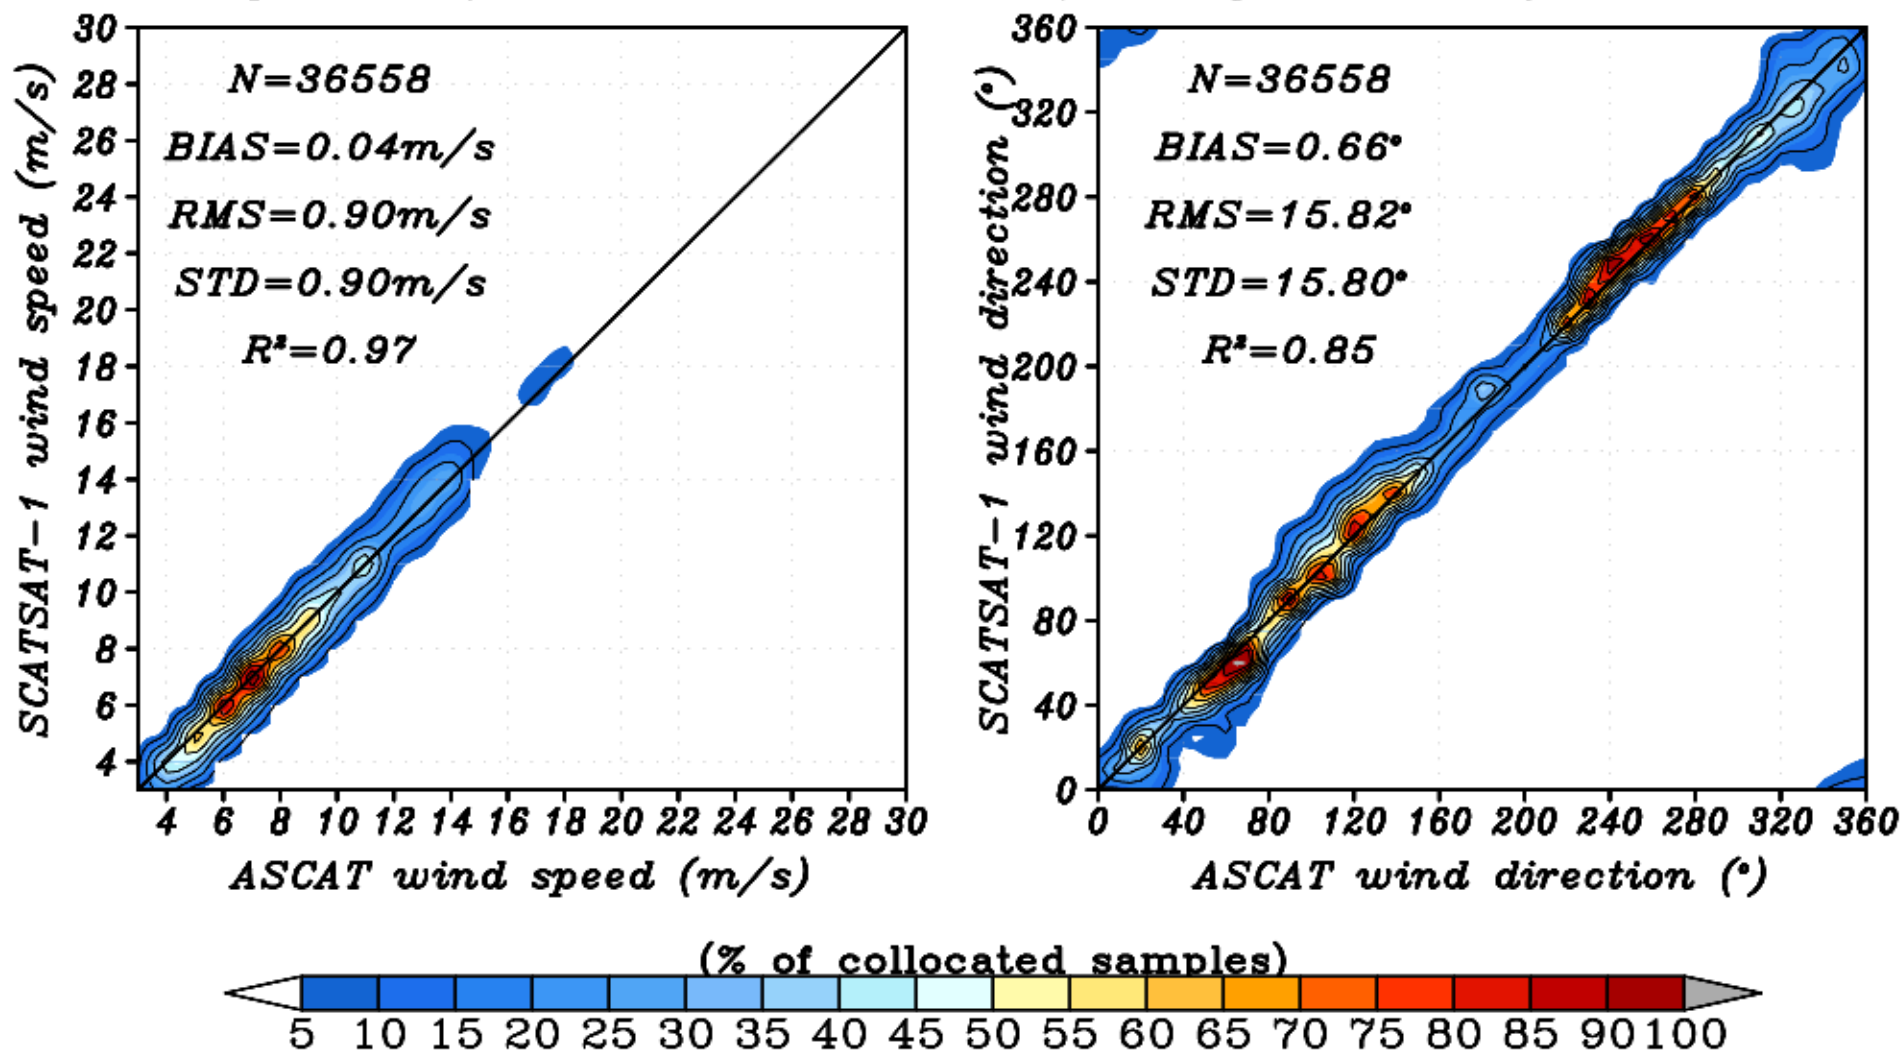 N=36558
BIAS=0.04m/s
RMS=0.90m/s
STD=0.90m/s
R²=0.97
SCATSAT-1 wind speed (m/s)
30
28
26
24
22
20
18
16
14
12
10
8
6
4
4 6 8 10 12 14 16 18 20 22 24 26 28 30
ASCAT wind speed (m/s)
N=36558
BIAS=0.66°
RMS=15.82°
STD=15.80°
R²=0.85
SCATSAT-1 wind direction (°)
360
320
280
240
200
160
120
80
40
0
0 40 80 120 160 200 240 280 320 360
ASCAT wind direction (°)
(% of collocated samples)
5 10 15 20 25 30 35 40 45 50 55 60 65 70 75 80 85 90 100